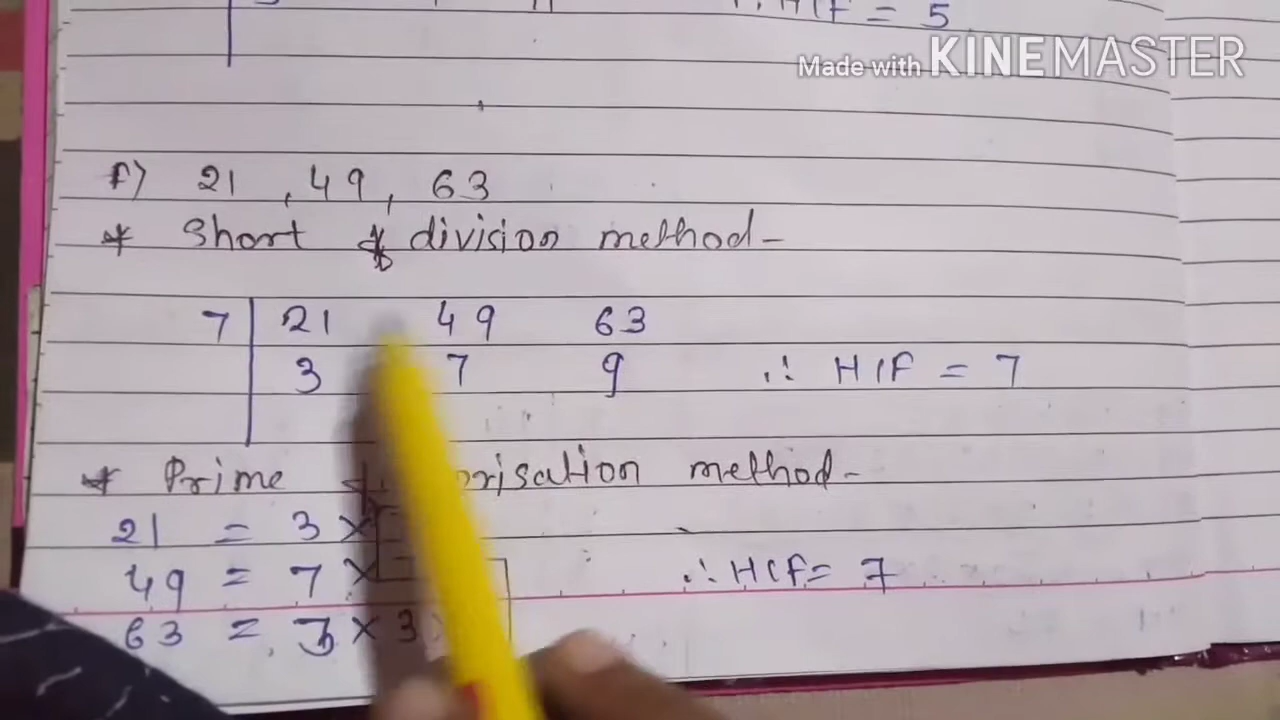 ∴ HCF = 5
Made with KINEMASTER
f) 21 , 49, 63
* Short division method-
7 | 21 49 63
3 7 9 ∴ HCF = 7
* Prime method-
21 = 3 ×
49 = 7 × ∴ HCF = 7
63 = 3 × 3